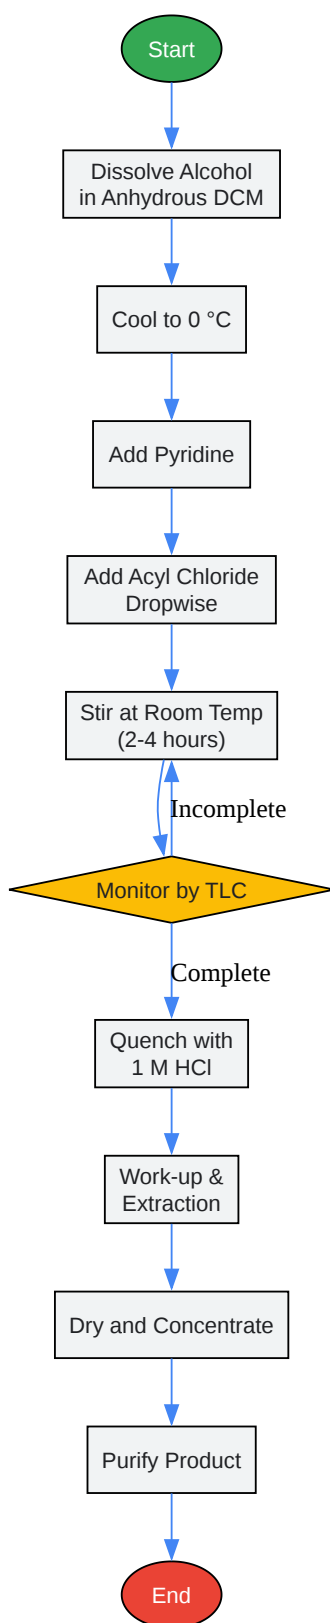 Start
Dissolve Alcohol
in Anhydrous DCM
Cool to 0 °C
Add Pyridine
Add Acyl Chloride
Dropwise
Stir at Room Temp
(2-4 hours)
Incomplete
Monitor by TLC
Complete
Quench with
1 M HCl
Work-up &
Extraction
Dry and Concentrate
Purify Product
End